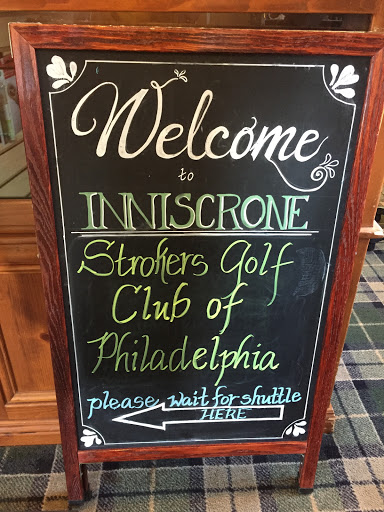 Welcome
to
INNISCRONE
Strokers Golf
Club of
Philadelphia
please wait for shuttle
HERE